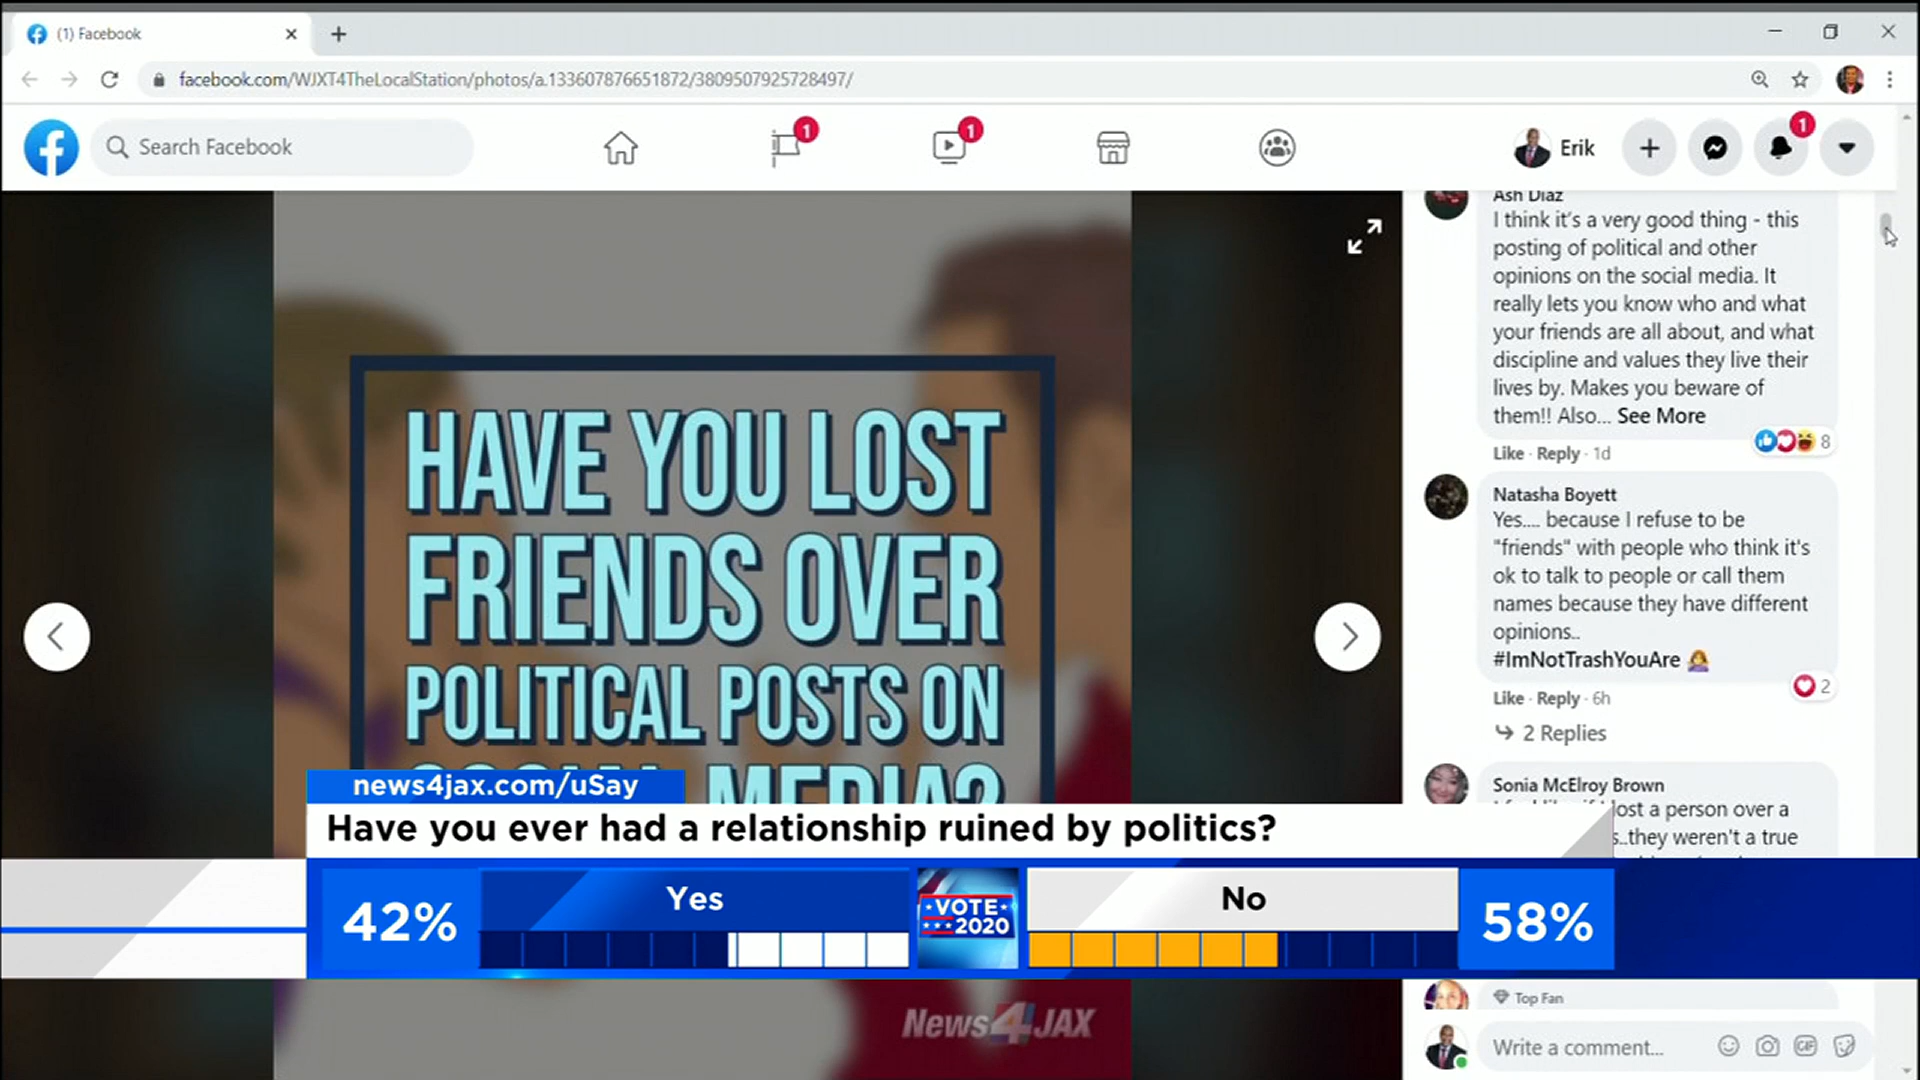 (1) Facebook
facebook.com/WJXT4TheLocalStation/photos/a.133607876651872/3809507925728497/
Search Facebook
1
1
Erik
1
HAVE YOU LOST
FRIENDS OVER
POLITICAL POSTS ON
SOCIAL MEDIA?
News4JAX
Ash Diaz
I think it's a very good thing - this
posting of political and other
opinions on the social media. It
really lets you know who and what
your friends are all about, and what
discipline and values they live their
lives by. Makes you beware of
them!! Also... See More
8
Like · Reply · 1d
Natasha Boyett
Yes.... because I refuse to be
"friends" with people who think it's
ok to talk to people or call them
names because they have different
opinions..
#ImNotTrashYouAre
2
Like · Reply · 6h
2 Replies
Sonia McElroy Brown
lost a person over a
s..they weren't a true
Top Fan
Write a comment...
GIF
news4jax.com/uSay
Have you ever had a relationship ruined by politics?
42%
Yes
VOTE
2020
No
58%